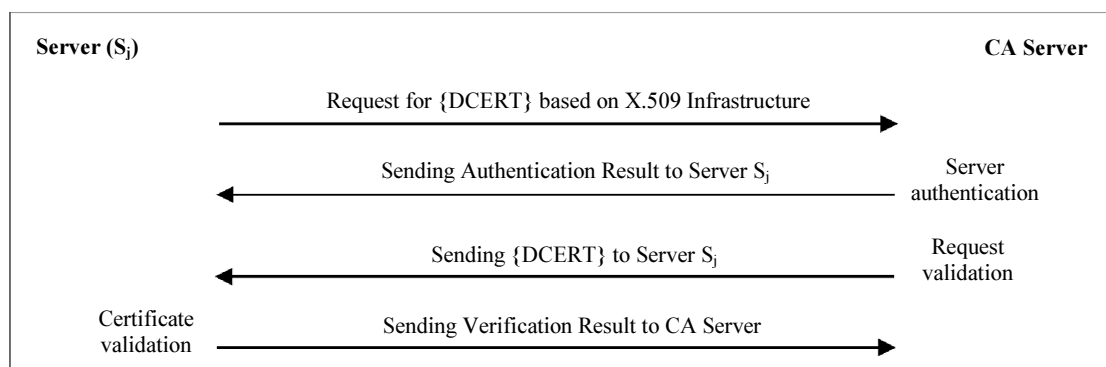 Server (Sj)
CA Server
Request for {DCERT} based on X.509 Infrastructure
Sending Authentication Result to Server Sj
Server
authentication
Sending {DCERT} to Server Sj
Request
validation
Certificate
validation
Sending Verification Result to CA Server